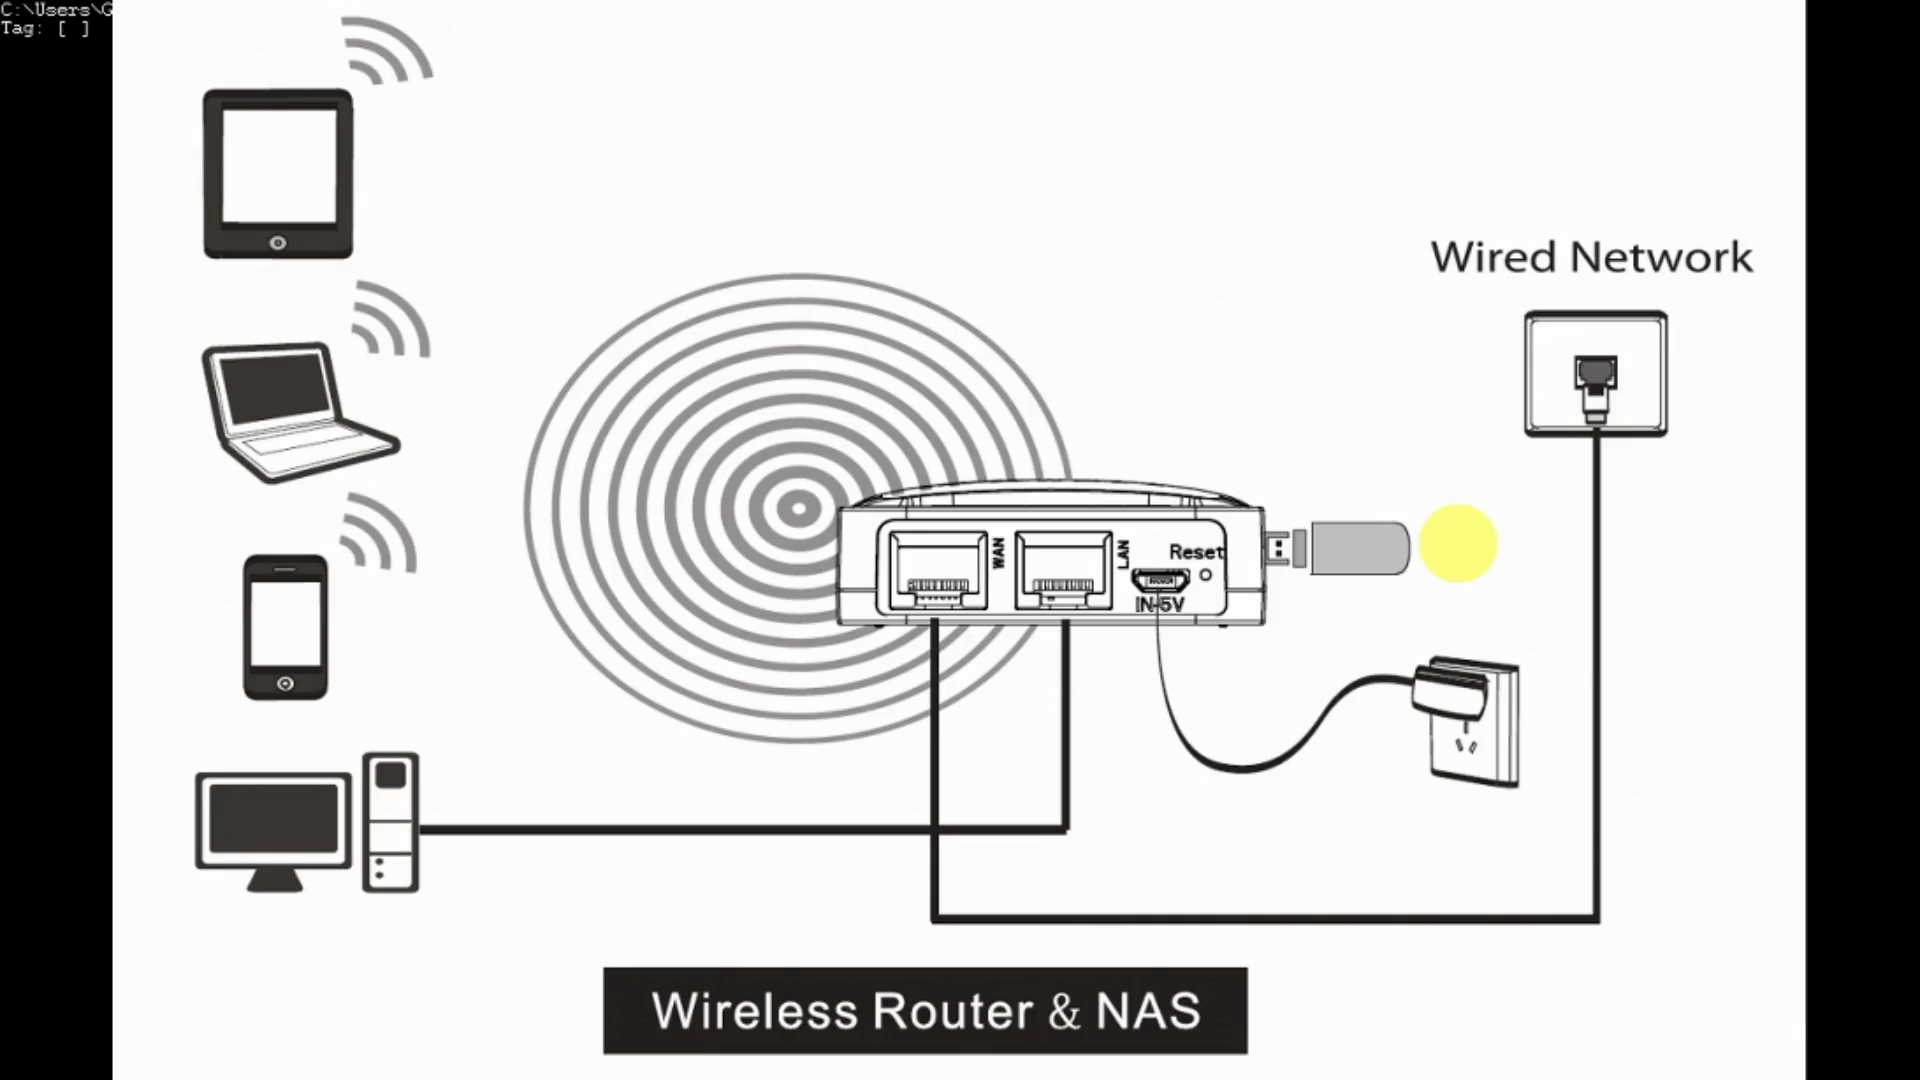 C:\Users\G
Tag: [ ]
Wired Network
WAN
LAN
Reset
IN-5V
Wireless Router & NAS